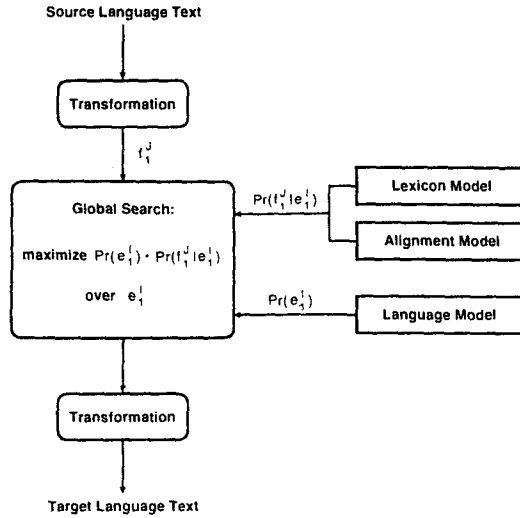 Source Language Text
Transformation
f_1^J
Global Search:
maximize Pr(e_1^I) · Pr(f_1^J|e_1^I)
over e_1^I
Pr(f_1^J|e_1^I)
Lexicon Model
Alignment Model
Pr(e_1^I)
Language Model
Transformation
Target Language Text